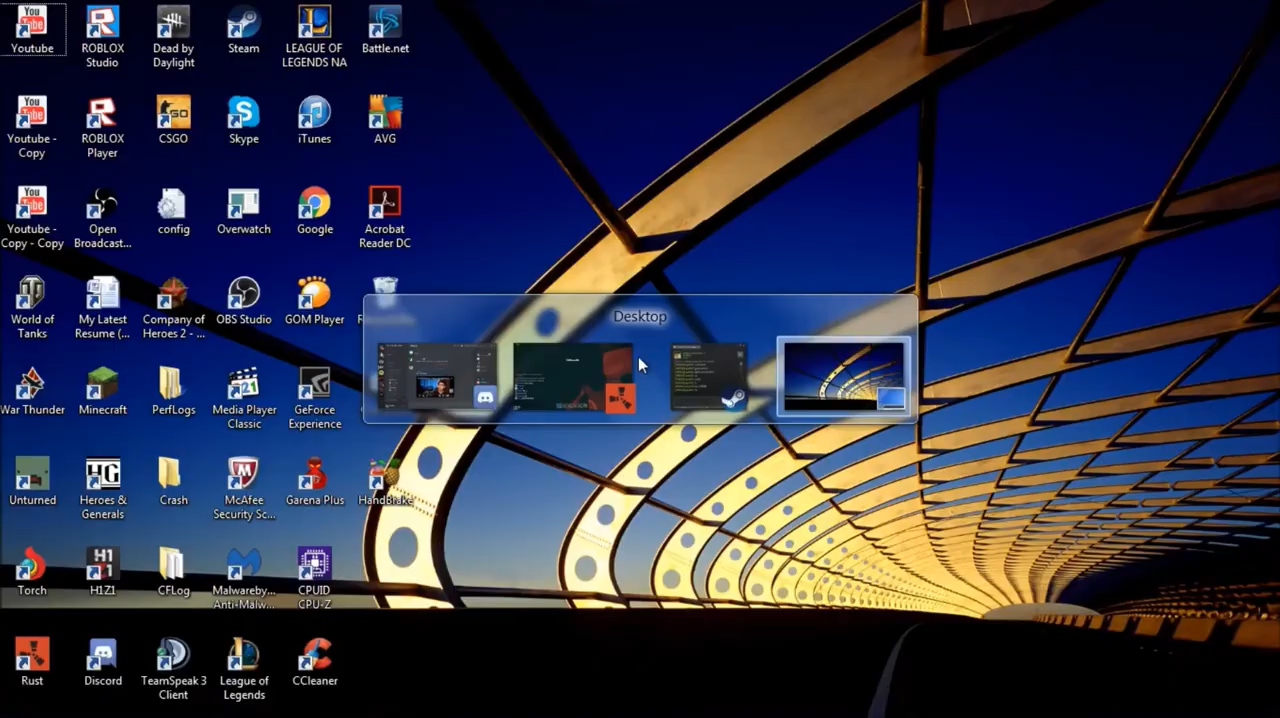 Youtube
ROBLOX
Studio
Dead by
Daylight
Steam
LEAGUE OF
LEGENDS NA
Battle.net
Youtube -
Copy
ROBLOX
Player
CSGO
Skype
iTunes
AVG
Youtube -
Copy - Copy
Open
Broadcast...
config
Overwatch
Google
Acrobat
Reader DC
World of
Tanks
My Latest
Resume (...
Company of
Heroes 2 - ...
OBS Studio
GOM Player
Desktop
War Thunder
Minecraft
PerfLogs
Media Player
Classic
GeForce
Experience
Unturned
Heroes &
Generals
Crash
McAfee
Security Sc...
Garena Plus
HandBrake
Torch
H1Z1
CFLog
Malwareby...
Anti-Malw...
CPUID
CPU-Z
Rust
Discord
TeamSpeak 3
Client
League of
Legends
CCleaner